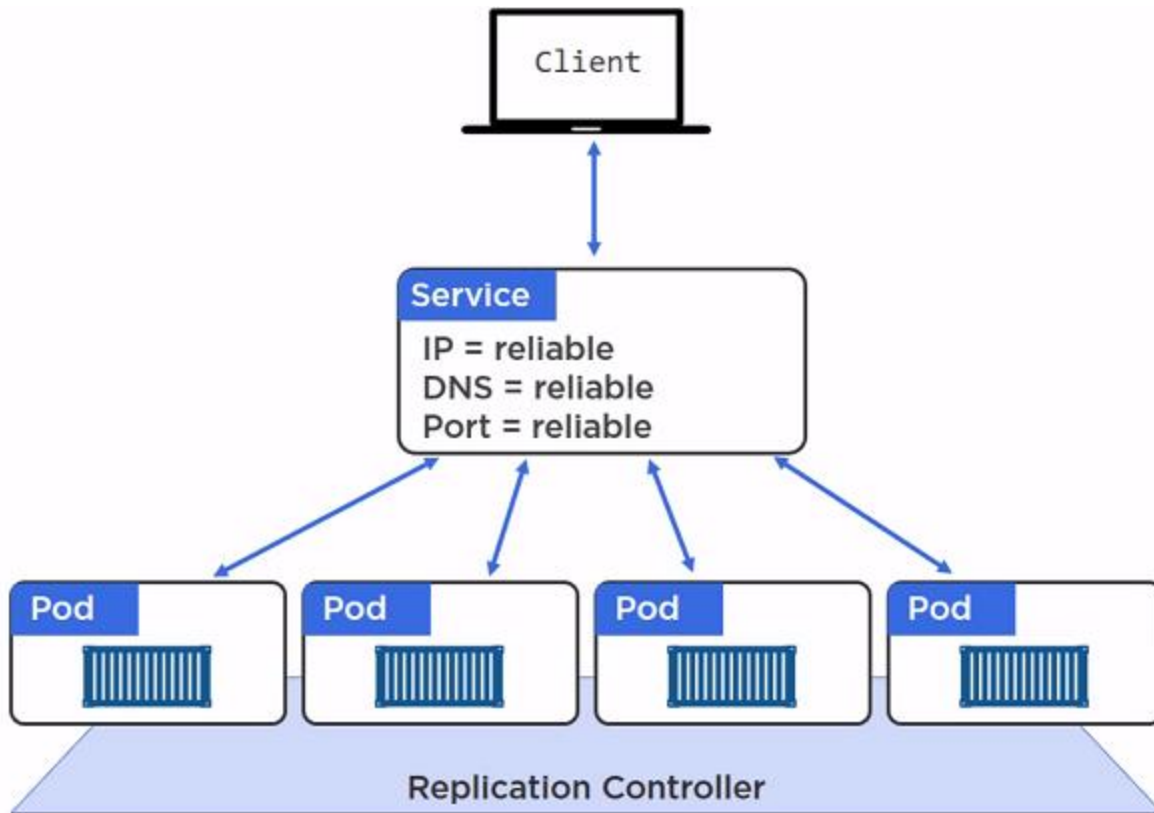 Client
Service
IP = reliable
DNS = reliable
Port = reliable
Pod
Pod
Pod
Pod
Replication Controller